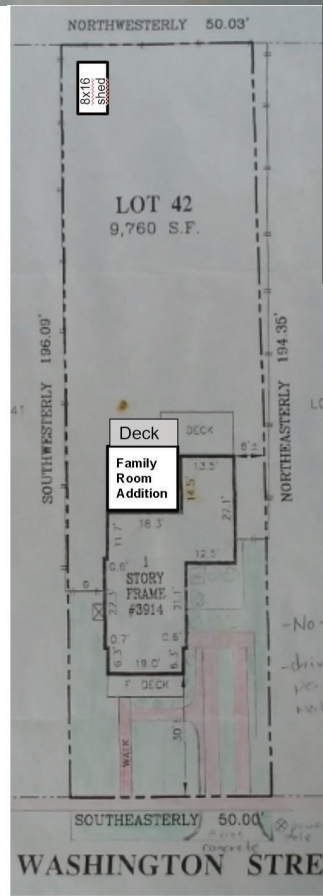 NORTHWESTERLY 50.03'
8x16
shed
LOT 42
9,760 S.F.
SOUTHWESTERLY 196.09'
NORTHEASTERLY 194.35'
41
Deck
DECK
8'±
Family
Room
Addition
13.5'
14.5'
27.1'
18.3'
11.7'
12.5'
0.6'
1
STORY
FRAME
#3914
22.3'
21.1'
0.7'
0.6'
6.3'
19.0'
6.3'
F. DECK
WALK
30'±
- No
SOUTHEASTERLY 50.00'
concrete
WASHINGTON STRE